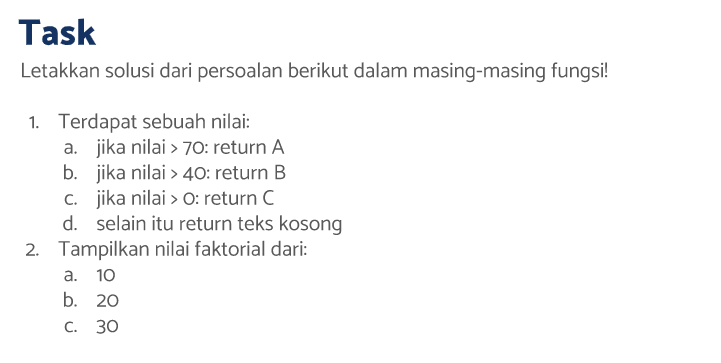 Task
Letakkan solusi dari persoalan berikut dalam masing-masing fungsi!
1. Terdapat sebuah nilai:
a. jika nilai > 70: return A
b. jika nilai > 40: return B
c. jika nilai > 0: return C
d. selain itu return teks kosong
2. Tampilkan nilai faktorial dari:
a. 10
b. 20
c. 30